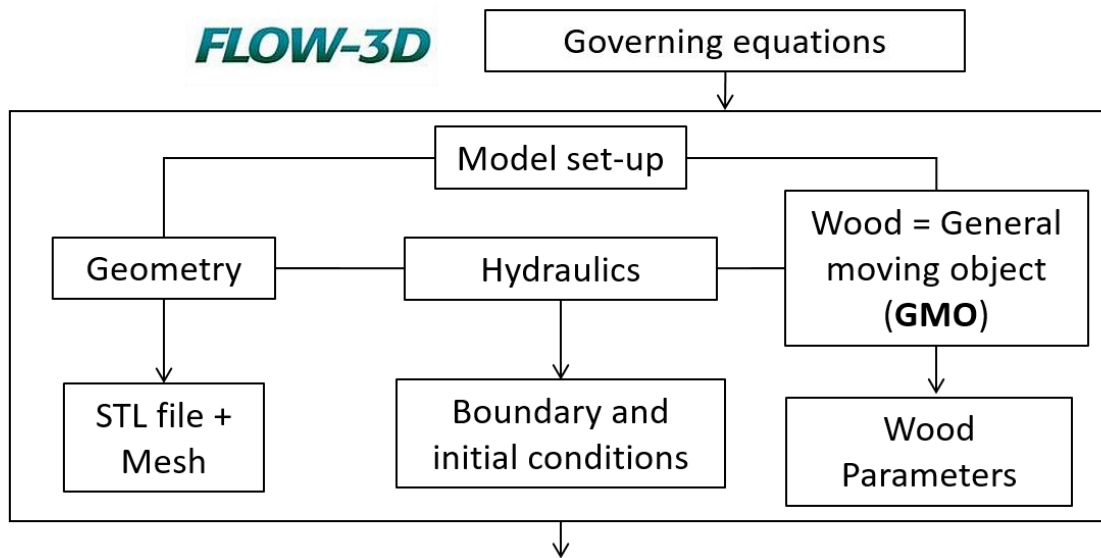 FLOW-3D
Governing equations
Model set-up
Geometry
Hydraulics
Wood = General
moving object
(GMO)
STL file +
Mesh
Boundary and
initial conditions
Wood
Parameters